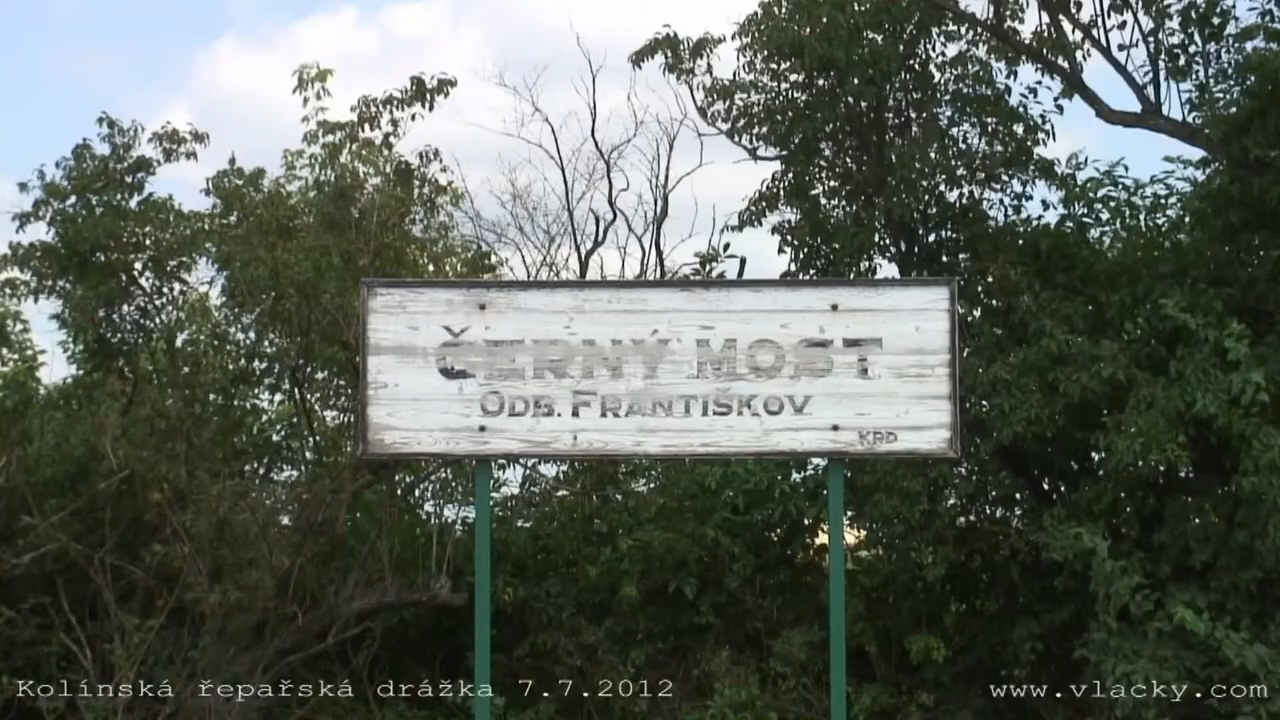 ČERNÝ MOST
ODB. FRANTIŠKOV
KRD
Kolínská řepařská drážka 7.7.2012
www.vlacky.com